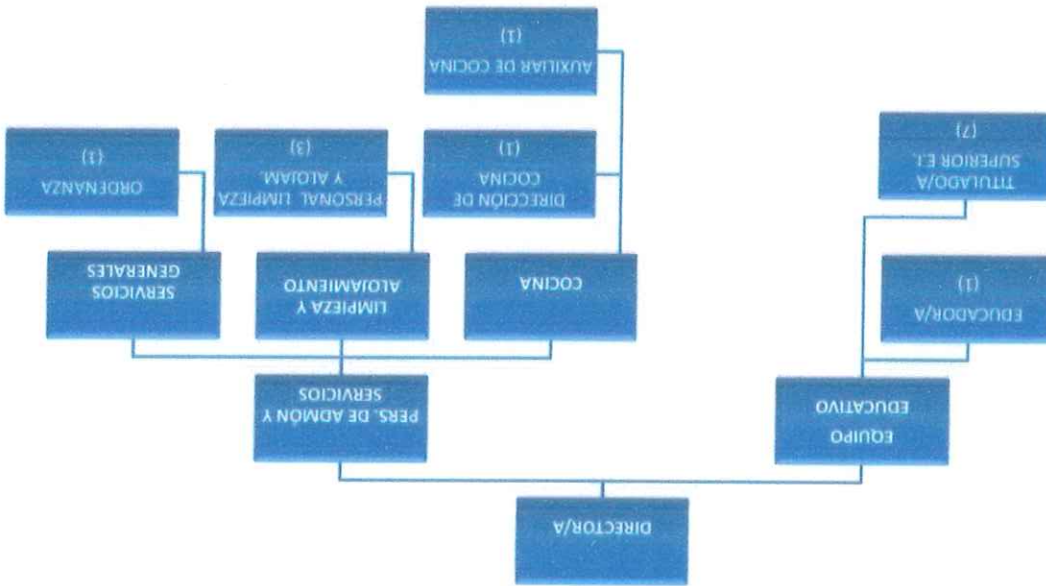 DIRECTOR/A
EQUIPO
EDUCATIVO
EDUCADOR/A
(1)
TITULADO/A
SUPERIOR E.I.
(7)
PERS. DE ADMÓN Y
SERVICIOS
COCINA
DIRECCIÓN DE
COCINA
(1)
AUXILIAR DE COCINA
(1)
LIMPIEZA Y
ALOJAMIENTO
PERSONAL LIMPIEZA
Y ALOJAM.
(3)
SERVICIOS
GENERALES
ORDENANZA
(1)